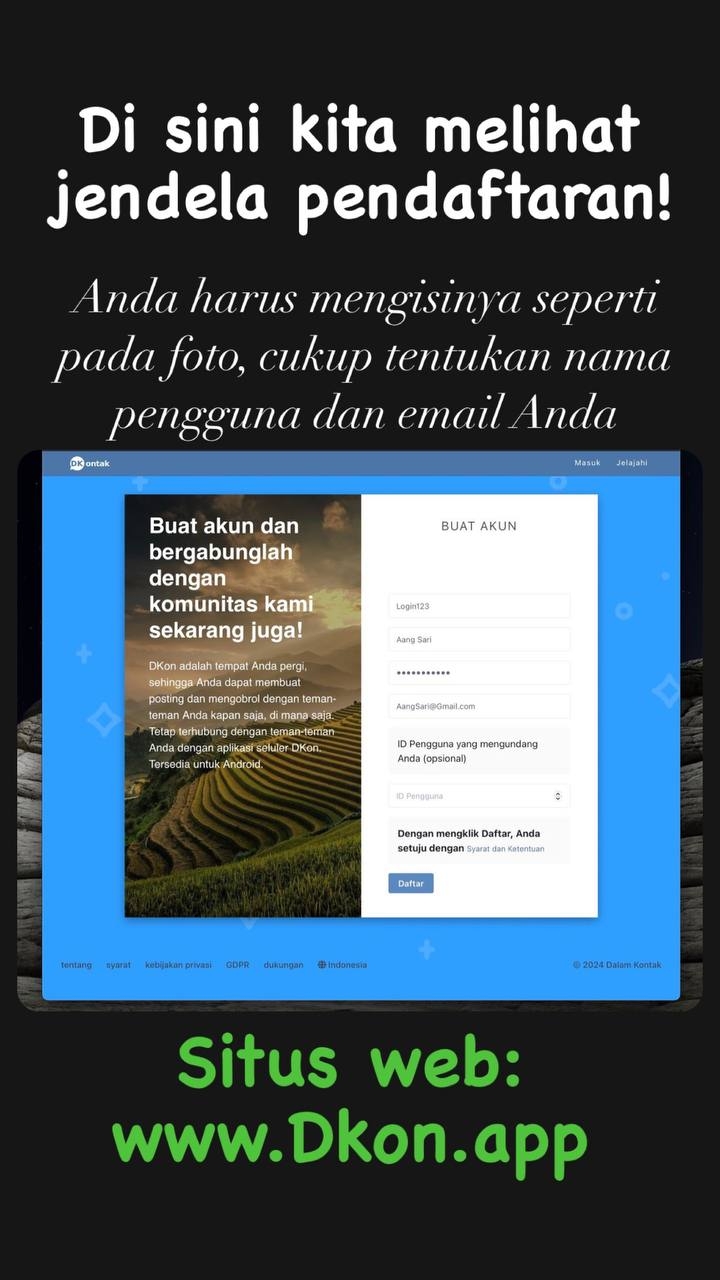 Di sini kita melihat
jendela pendaftaran!
Anda harus mengisinya seperti
pada foto, cukup tentukan nama
pengguna dan email Anda
DKontak
Masuk Jelajahi
Buat akun dan
bergabunglah
dengan
komunitas kami
sekarang juga!
DKon adalah tempat Anda pergi,
sehingga Anda dapat membuat
posting dan mengobrol dengan teman-
teman Anda kapan saja, di mana saja.
Tetap terhubung dengan teman-teman
Anda dengan aplikasi seluler DKon.
Tersedia untuk Android.
BUAT AKUN
Login123
Aang Sari
•••••••••••
AangSari@Gmail.com
ID Pengguna yang mengundang
Anda (opsional)
ID Pengguna
Dengan mengklik Daftar, Anda
setuju dengan Syarat dan Ketentuan
Daftar
tentang syarat kebijakan privasi GDPR dukungan Indonesia © 2024 Dalam Kontak
Situs web:
www.Dkon.app